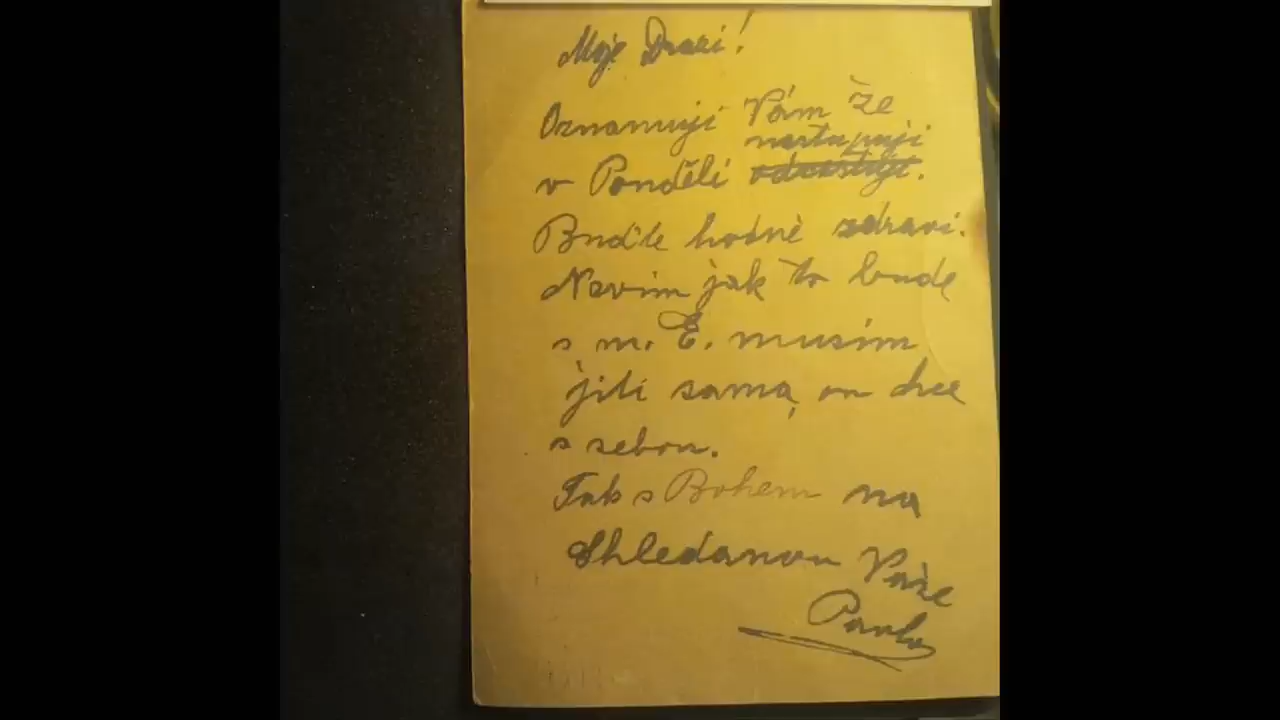 Moje Drazí!
Oznamuji Vám že
nastupuji
v Pondělí odcestuji.
Buďte hodně zdraví.
Nevím jak to bude
s m. E. musím
jíti sama, on chce
s sebou.
Tak s Bohem na
Shledanou Vaše
Pavla